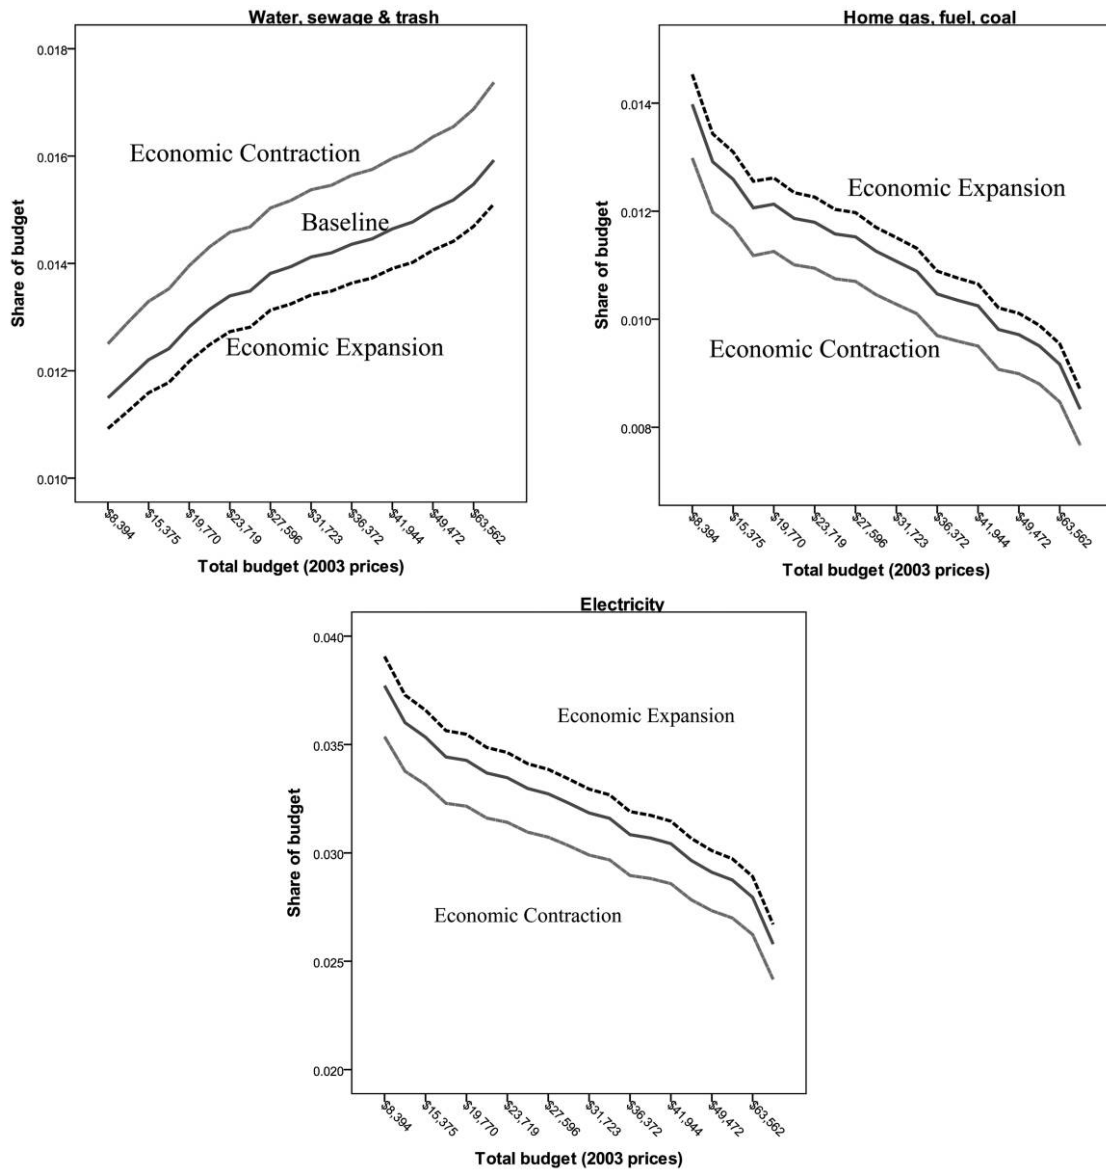 Water, sewage & trash
Share of budget
0.018
0.016
0.014
0.012
0.010
Economic Contraction
Baseline
Economic Expansion
$8,394
$15,375
$19,770
$23,719
$27,596
$31,723
$36,372
$41,944
$49,472
$63,562
Total budget (2003 prices)
Home gas, fuel, coal
Share of budget
0.014
0.012
0.010
0.008
Economic Expansion
Economic Contraction
$8,394
$15,375
$19,770
$23,719
$27,596
$31,723
$36,372
$41,944
$49,472
$63,562
Total budget (2003 prices)
Electricity
Share of budget
0.040
0.035
0.030
0.025
0.020
Economic Expansion
Economic Contraction
$8,394
$15,375
$19,770
$23,719
$27,596
$31,723
$36,372
$41,944
$49,472
$63,562
Total budget (2003 prices)